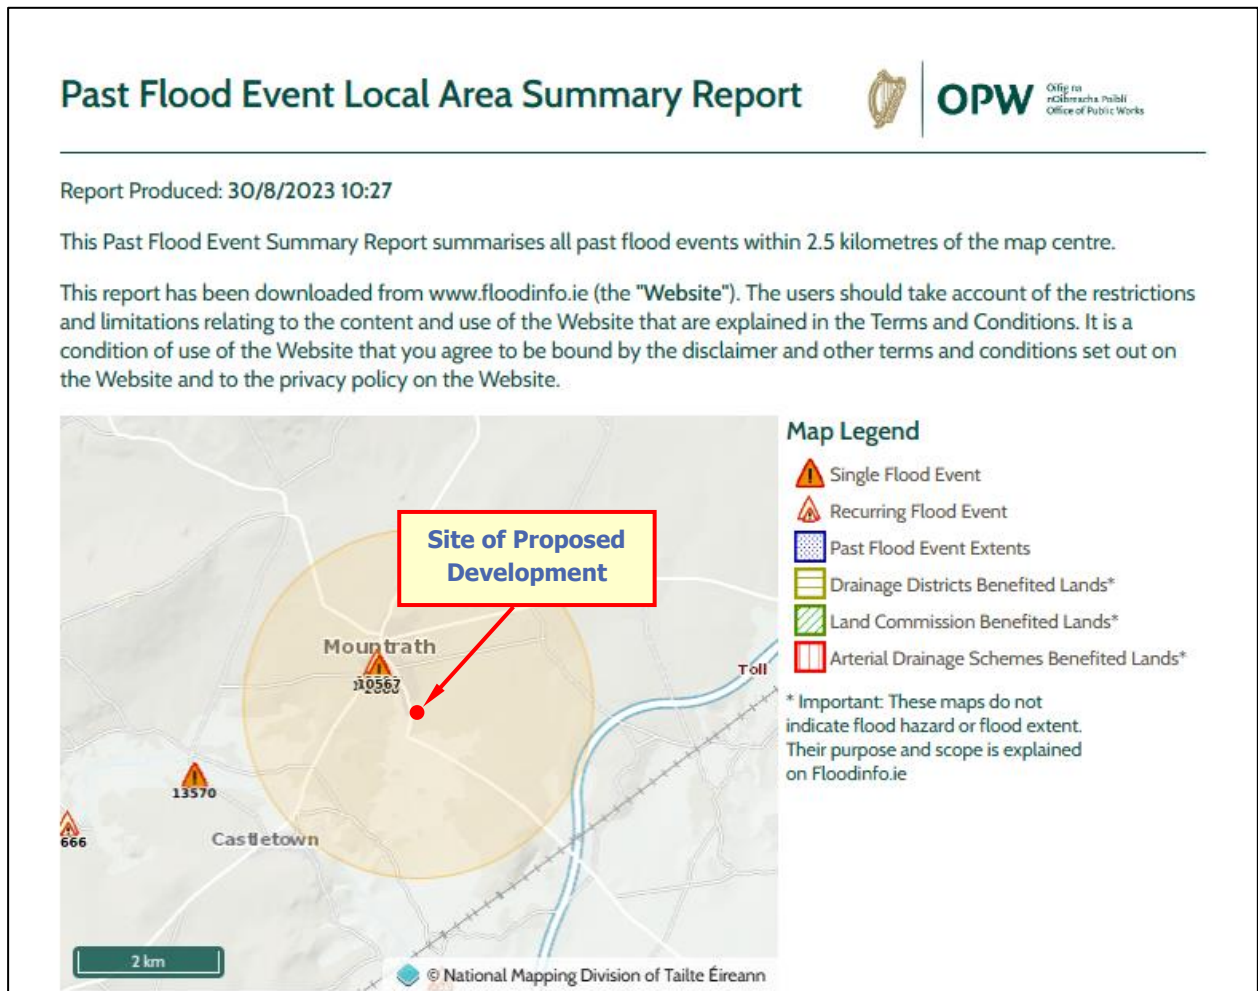 Past Flood Event Local Area Summary Report
OPW
Oifig na
nOibreacha Poiblí
Office of Public Works
Report Produced: 30/8/2023 10:27
This Past Flood Event Summary Report summarises all past flood events within 2.5 kilometres of the map centre.
This report has been downloaded from www.floodinfo.ie (the "Website"). The users should take account of the restrictions
and limitations relating to the content and use of the Website that are explained in the Terms and Conditions. It is a
condition of use of the Website that you agree to be bound by the disclaimer and other terms and conditions set out on
the Website and to the privacy policy on the Website.
Site of Proposed
Development
Mountrath
10567
Toll
13570
666
Castletown
2 km
© National Mapping Division of Tailte Éireann
Map Legend
Single Flood Event
Recurring Flood Event
Past Flood Event Extents
Drainage Districts Benefited Lands*
Land Commission Benefited Lands*
Arterial Drainage Schemes Benefited Lands*
* Important: These maps do not
indicate flood hazard or flood extent.
Their purpose and scope is explained
on Floodinfo.ie